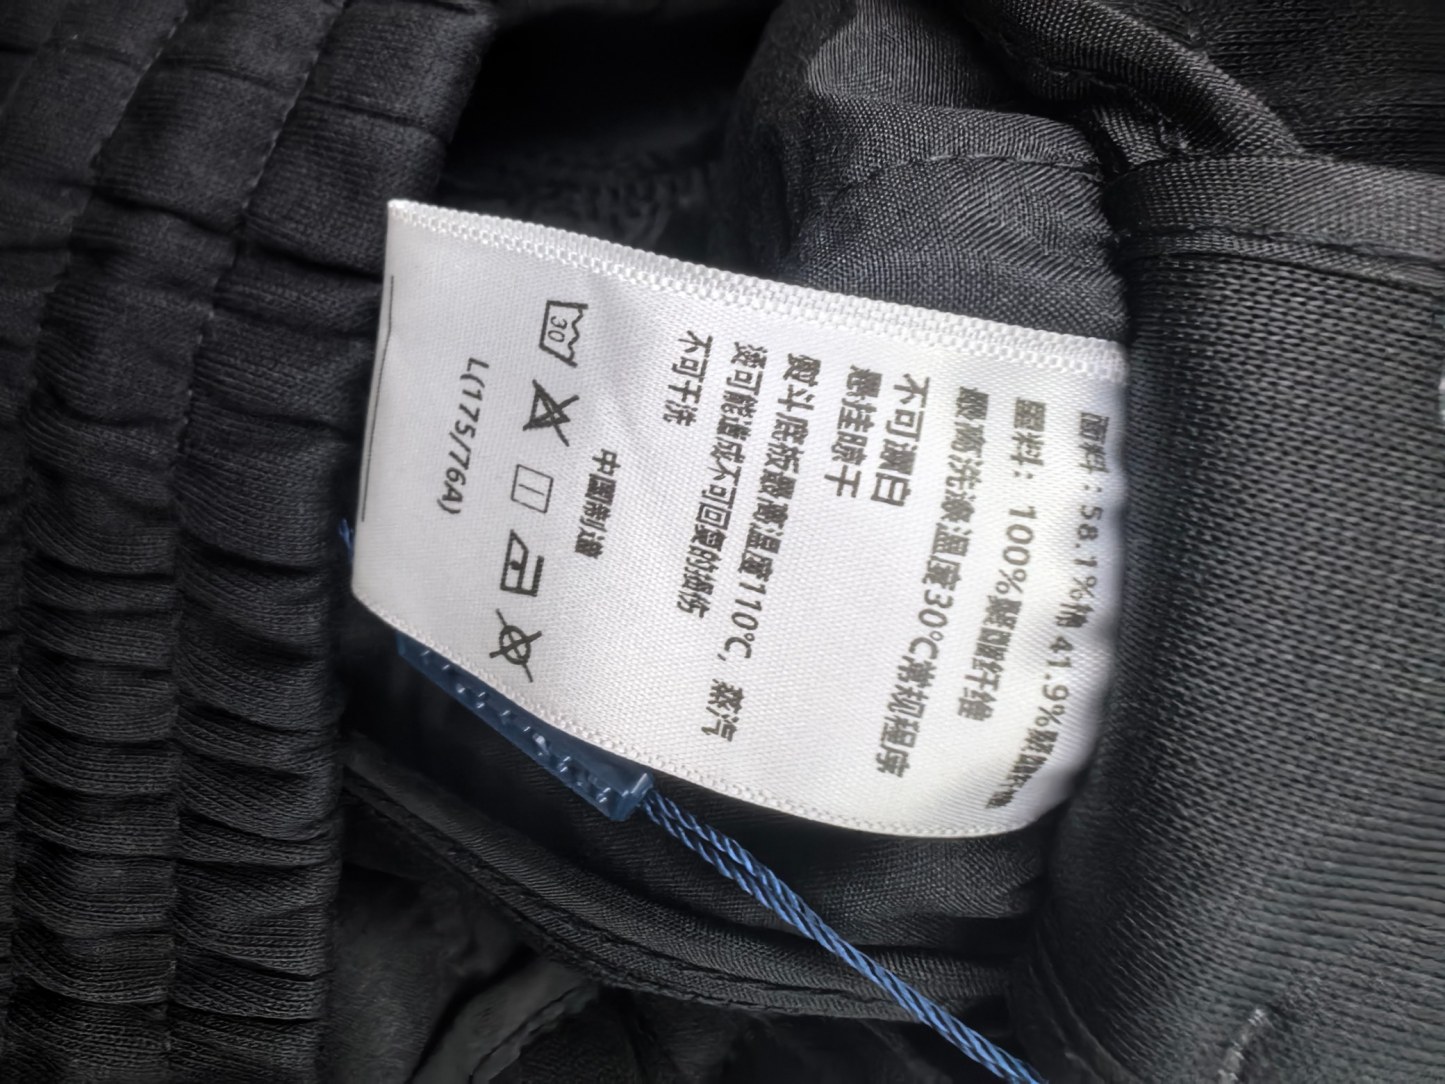 面料：58.1%棉 41.9%聚酯纤维
里料：100%聚酯纤维
最高洗涤温度30℃常规程序
不可漂白
悬挂晾干
熨斗底板最高温度110℃，蒸汽
烫可能造成不可回复的损伤
不可干洗
中国制造
30
L(175/76A)